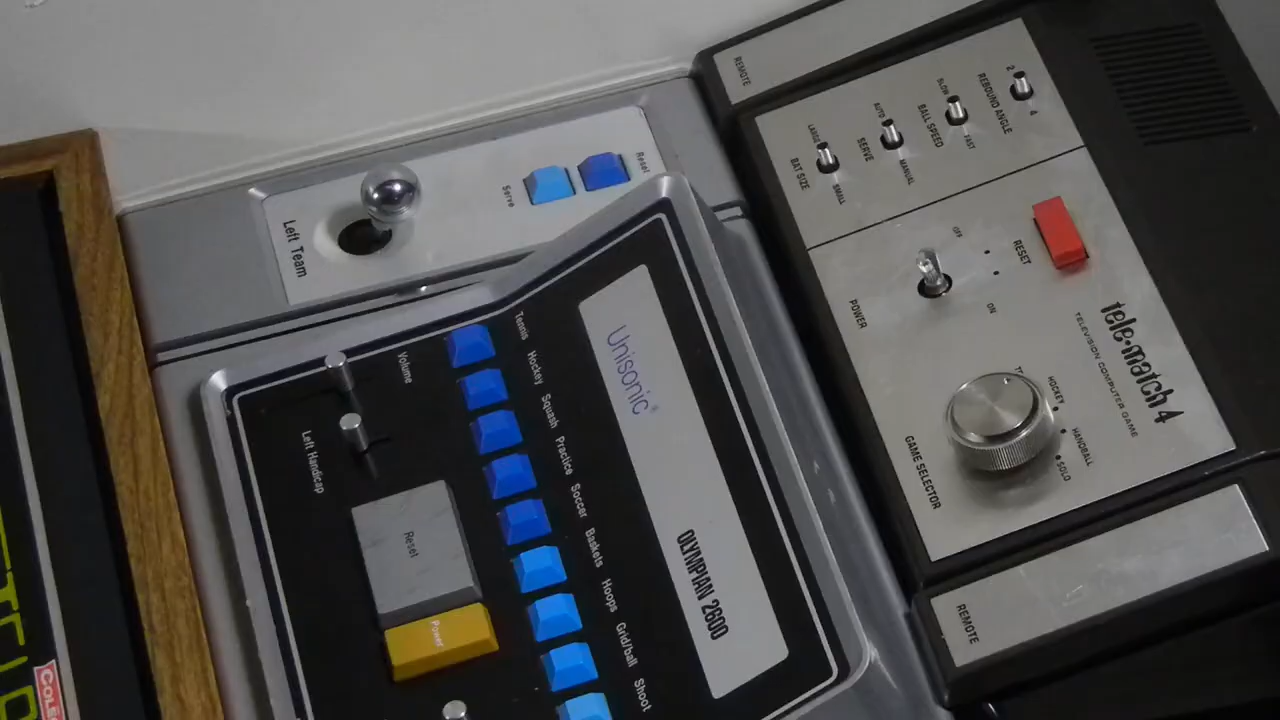 Left Team
Serve
Reset
Volume
Left Handicap
Reset
Power
Tennis
Hockey
Squash
Practice
Soccer
Baskets
Hoops
Grid/ball
Shoot
Unisonic®
OLYMPIAN 2600
REMOTE
LARGE
BAT SIZE
SMALL
AUTO
SERVE
MANUAL
SLOW
BALL SPEED
FAST
2
REBOUND ANGLE
4
OFF
POWER
ON
RESET
tele-match 4
TELEVISION COMPUTER GAME
HOCKEY
HANDBALL
SOLO
GAME SELECTOR
REMOTE